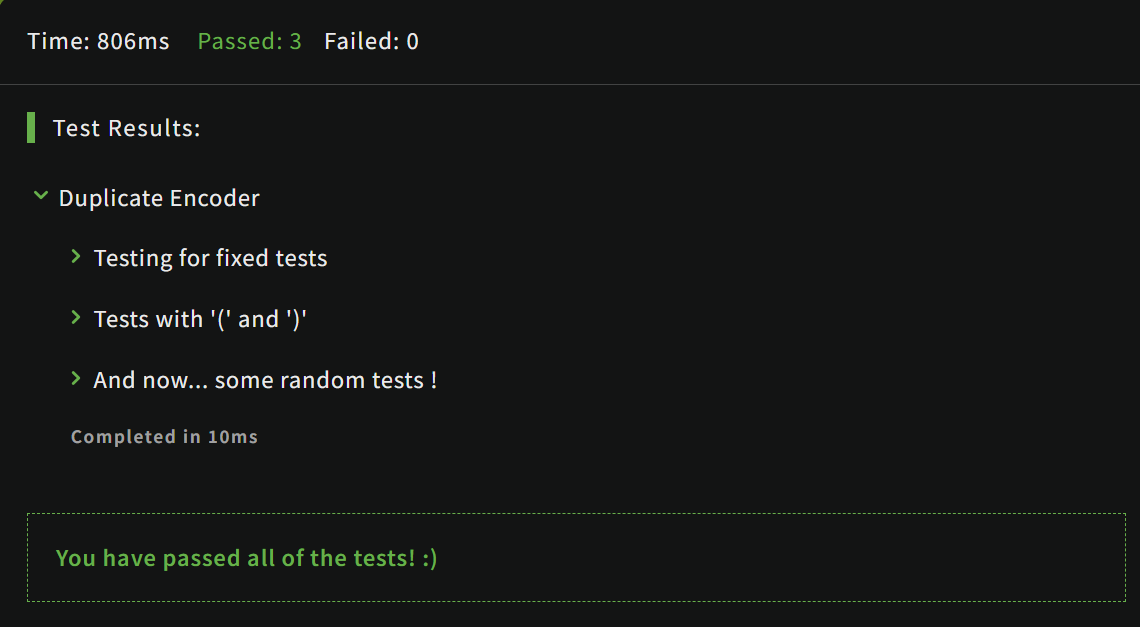 Time: 806ms Passed: 3 Failed: 0
Test Results:
Duplicate Encoder
Testing for fixed tests
Tests with '(' and ')'
And now... some random tests !
Completed in 10ms
You have passed all of the tests! :)